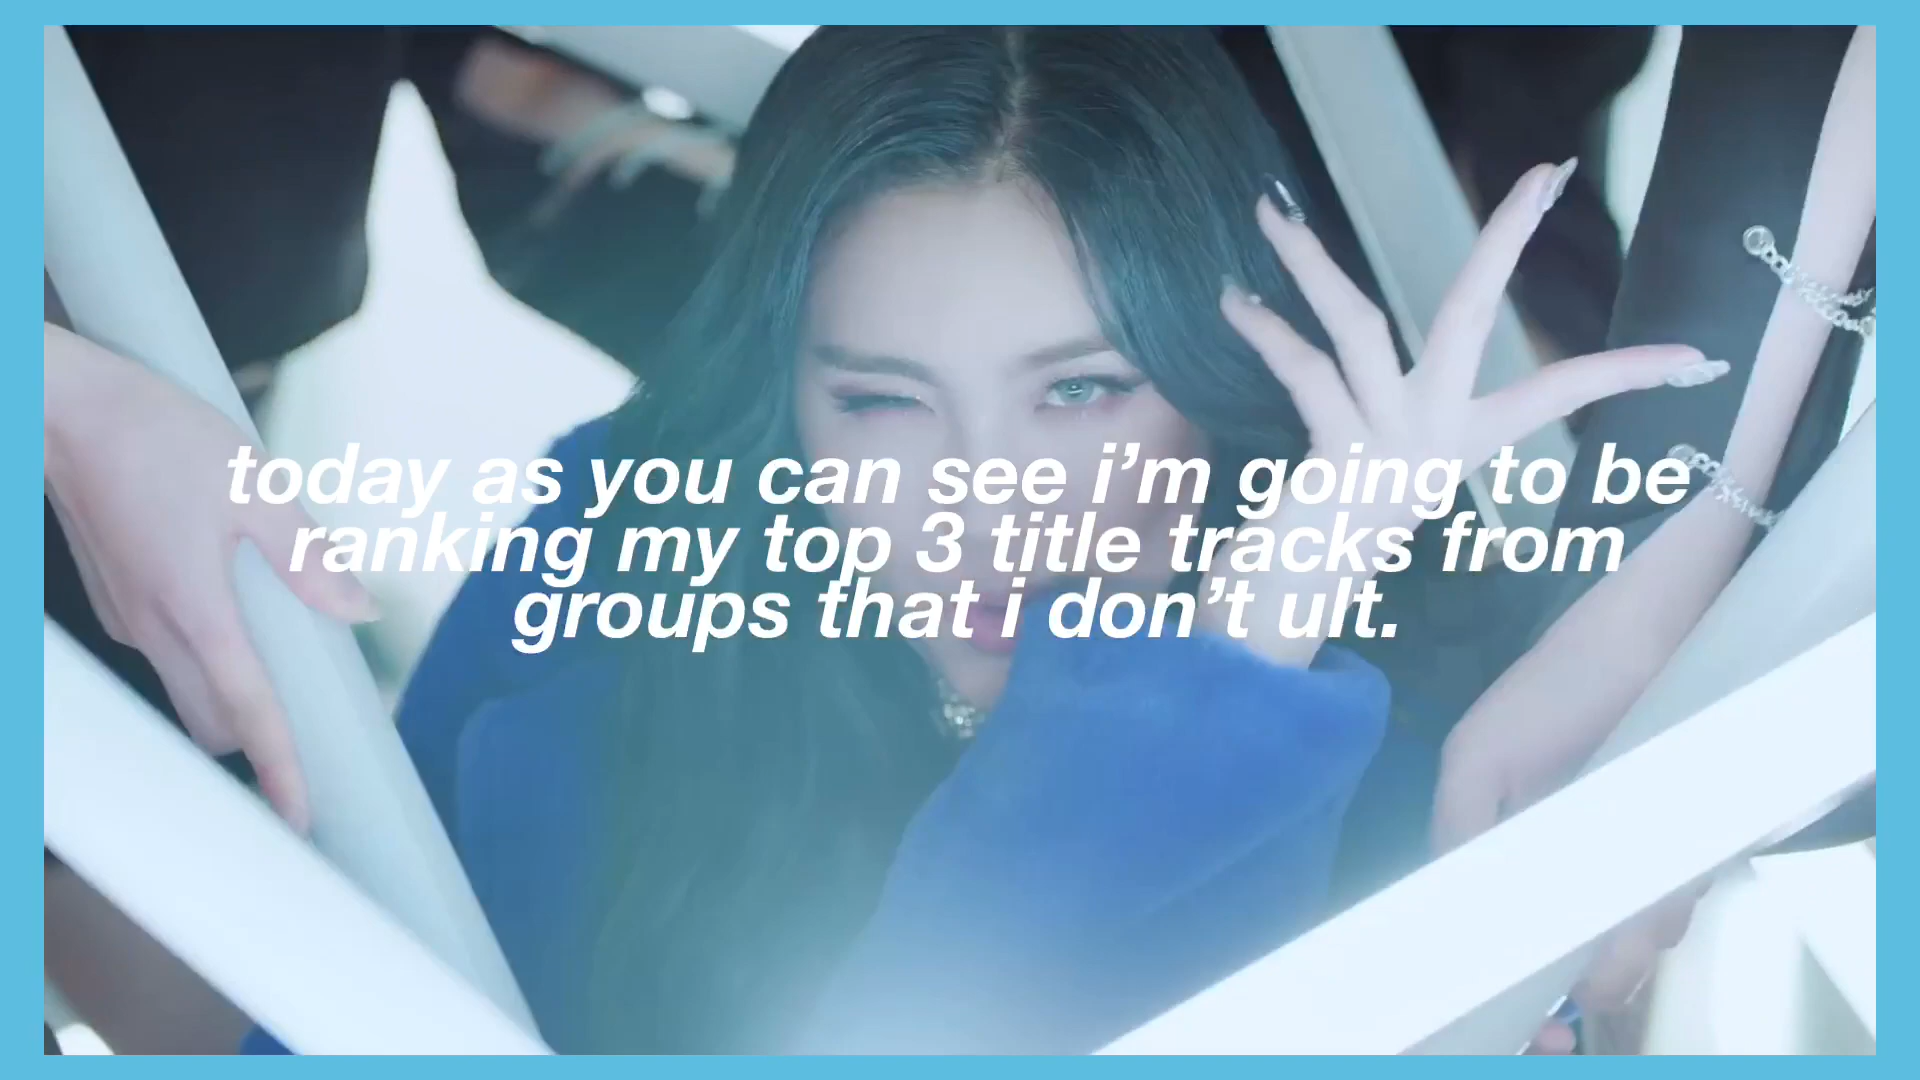 today as you can see i’m going to be
ranking my top 3 title tracks from
groups that i don’t ult.